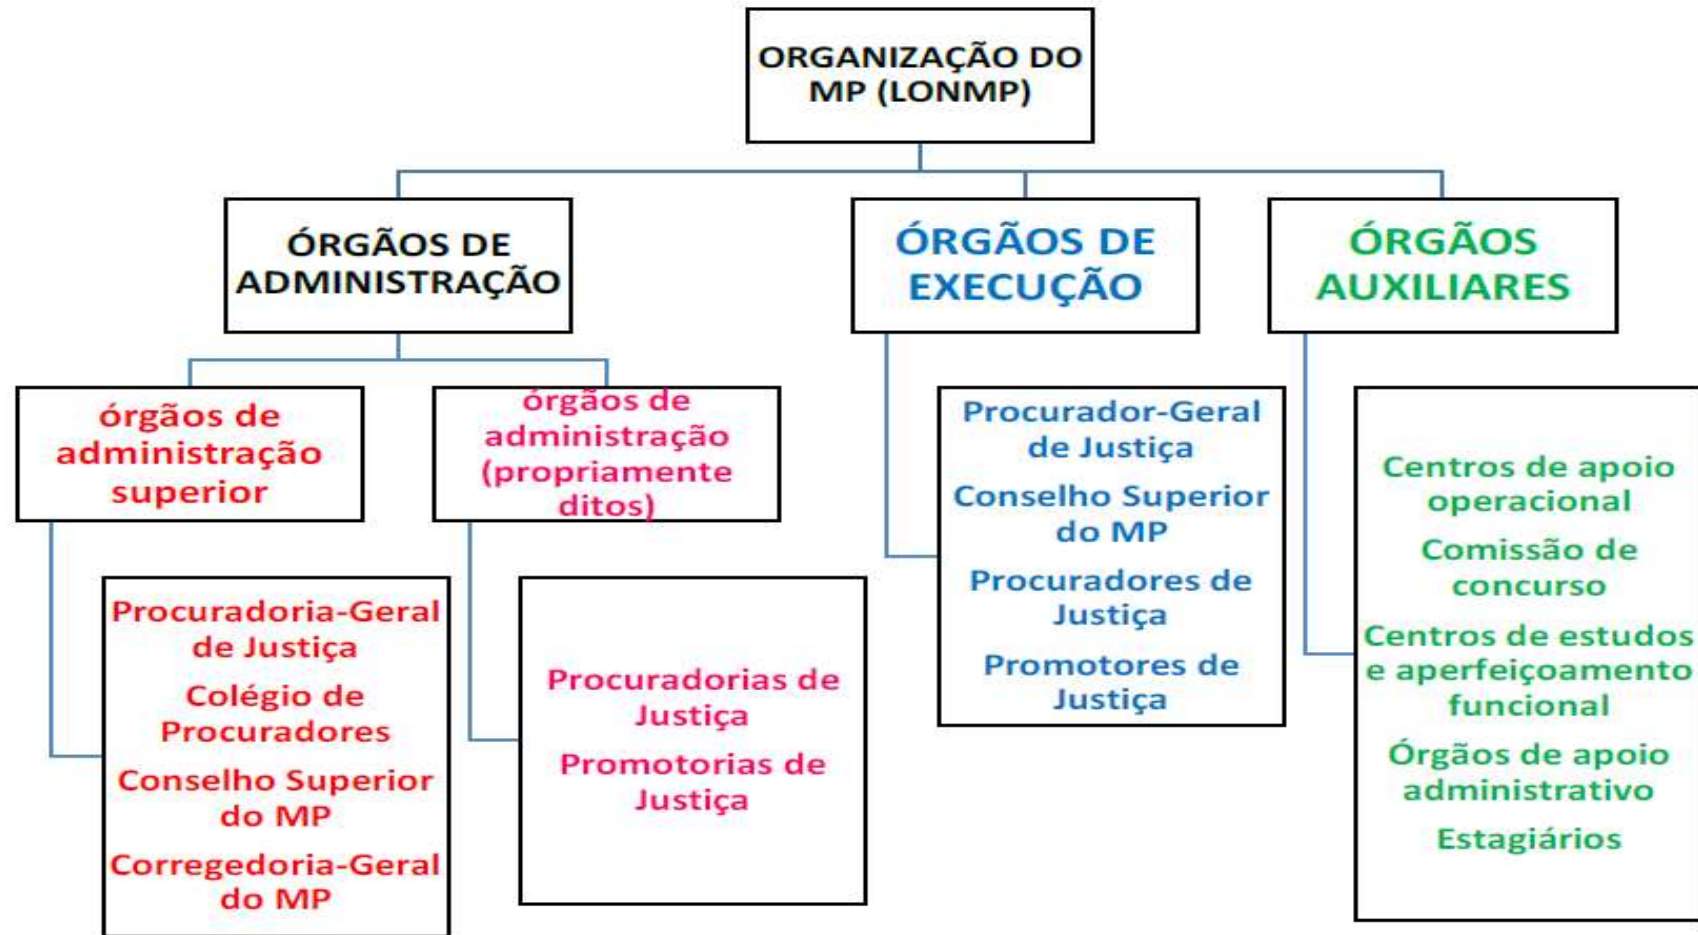 ORGANIZAÇÃO DO
MP (LONMP)
ÓRGÃOS DE
ADMINISTRAÇÃO
órgãos de
administração
superior
Procuradoria-Geral
de Justiça
Colégio de
Procuradores
Conselho Superior
do MP
Corregedoria-Geral
do MP
órgãos de
administração
(propriamente
ditos)
Procuradorias de
Justiça
Promotorias de
Justiça
ÓRGÃOS DE
EXECUÇÃO
Procurador-Geral
de Justiça
Conselho Superior
do MP
Procuradores de
Justiça
Promotores de
Justiça
ÓRGÃOS
AUXILIARES
Centros de apoio
operacional
Comissão de
concurso
Centros de estudos
e aperfeiçoamento
funcional
Órgãos de apoio
administrativo
Estagiários